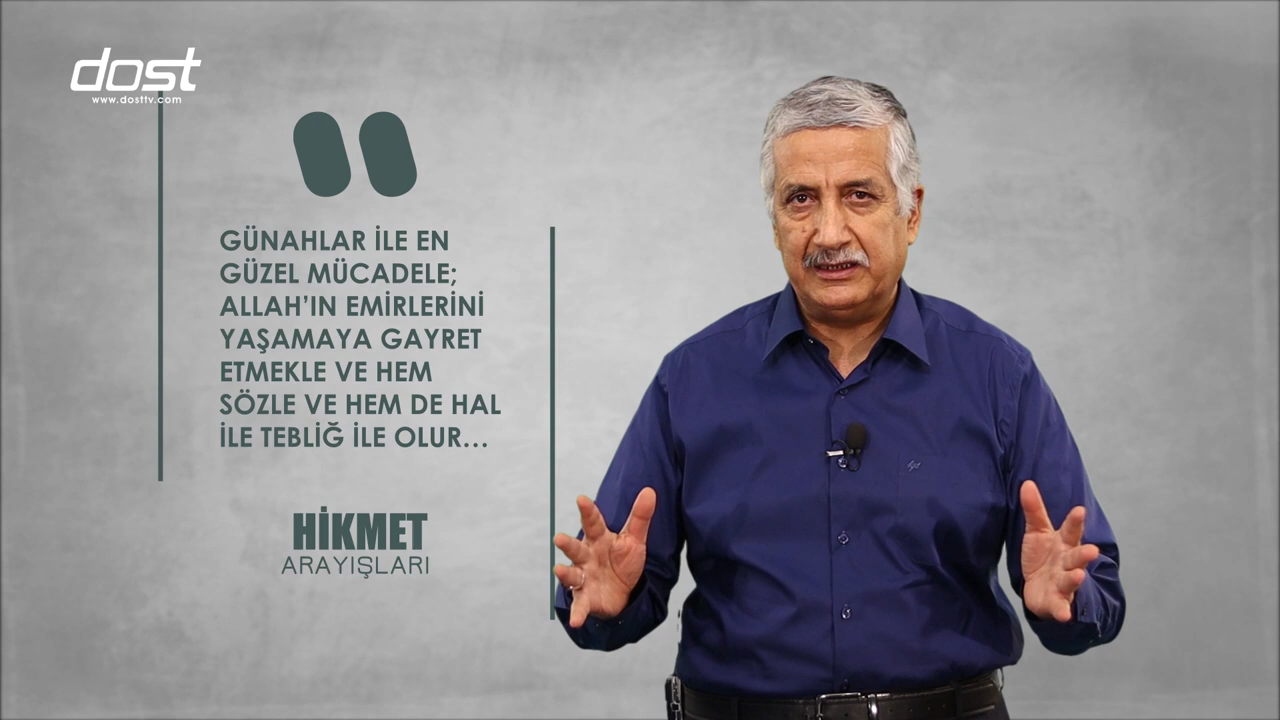 dost
www.dosttv.com
GÜNAHLAR İLE EN
GÜZEL MÜCADELE;
ALLAH’IN EMİRLERİNİ
YAŞAMAYA GAYRET
ETMEKLE VE HEM
SÖZLE VE HEM DE HAL
İLE TEBLİĞ İLE OLUR…
HİKMET
ARAYIŞLARI